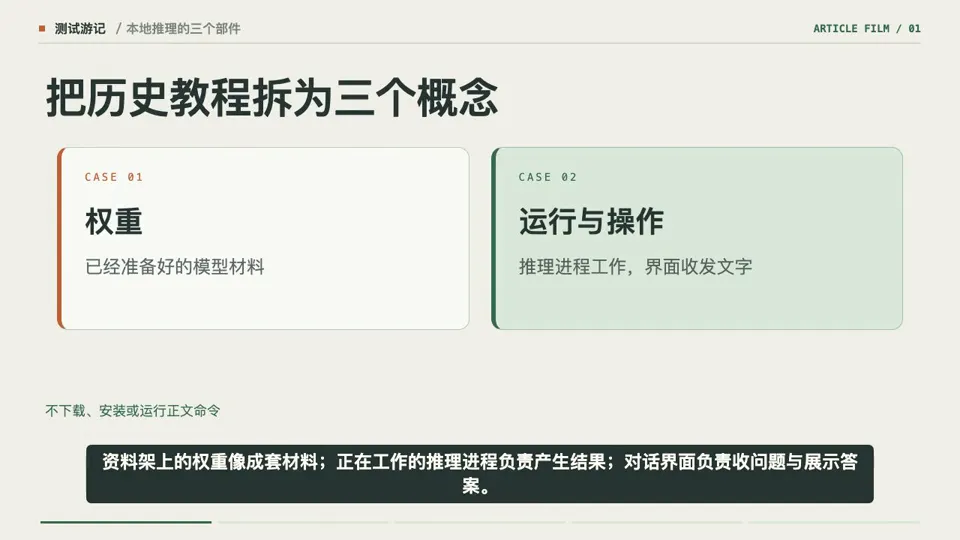 测试游记 / 本地推理的三个部件
ARTICLE FILM / 01
把历史教程拆为三个概念
CASE 01
权重
已经准备好的模型材料
CASE 02
运行与操作
推理进程工作，界面收发文字
不下载、安装或运行正文命令
资料架上的权重像成套材料；正在工作的推理进程负责产生结果；对话界面负责收问题与展示答
案。